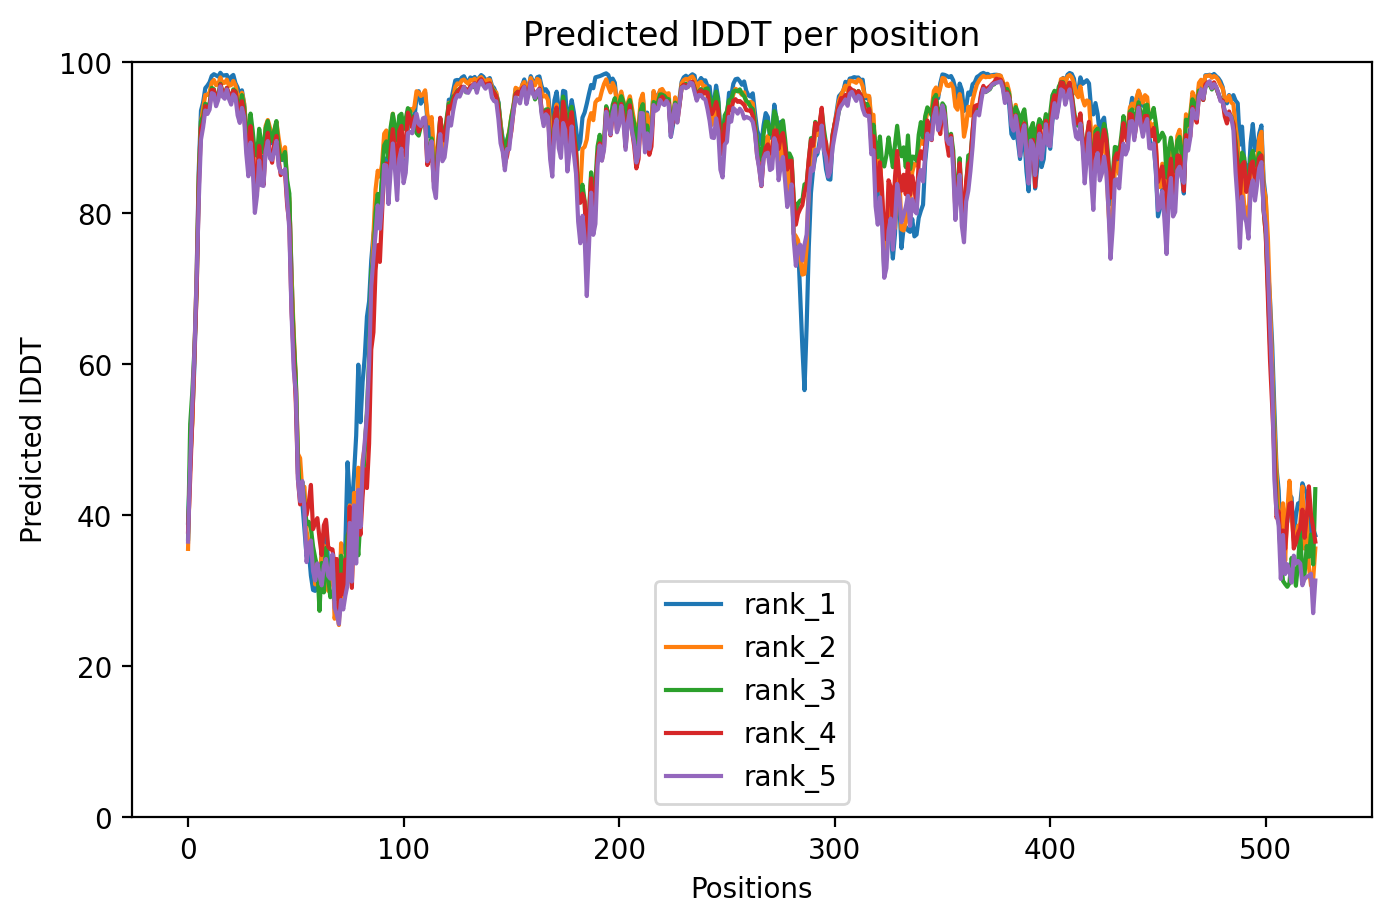 Predicted lDDT per position
100
80
60
40
20
0
Predicted lDDT
rank_1
rank_2
rank_3
rank_4
rank_5
0 100 200 300 400 500
Positions